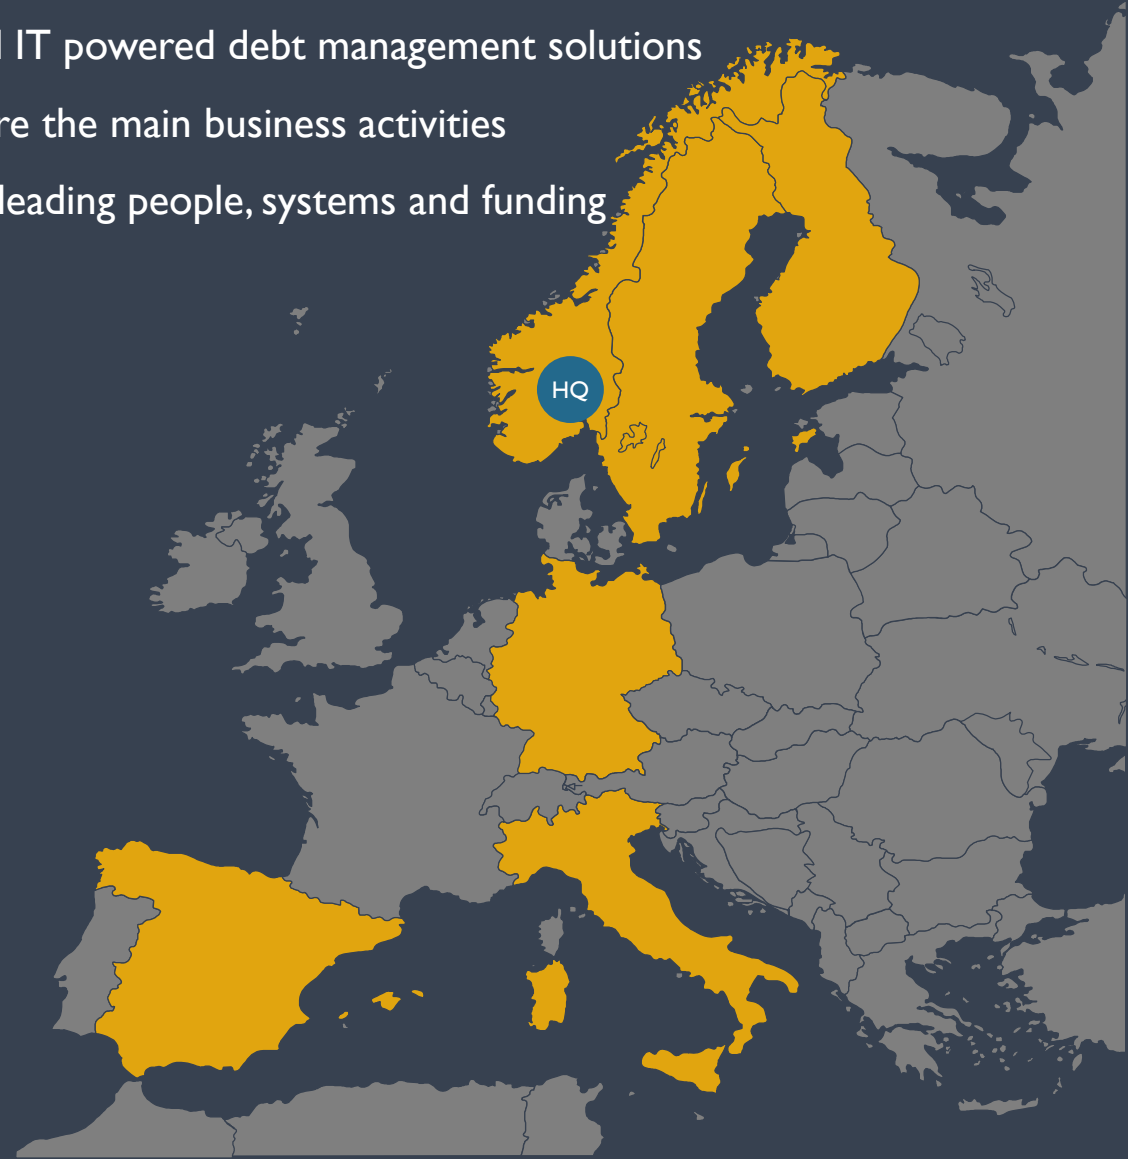 IT powered debt management solutions
re the main business activities
leading people, systems and funding
HQ